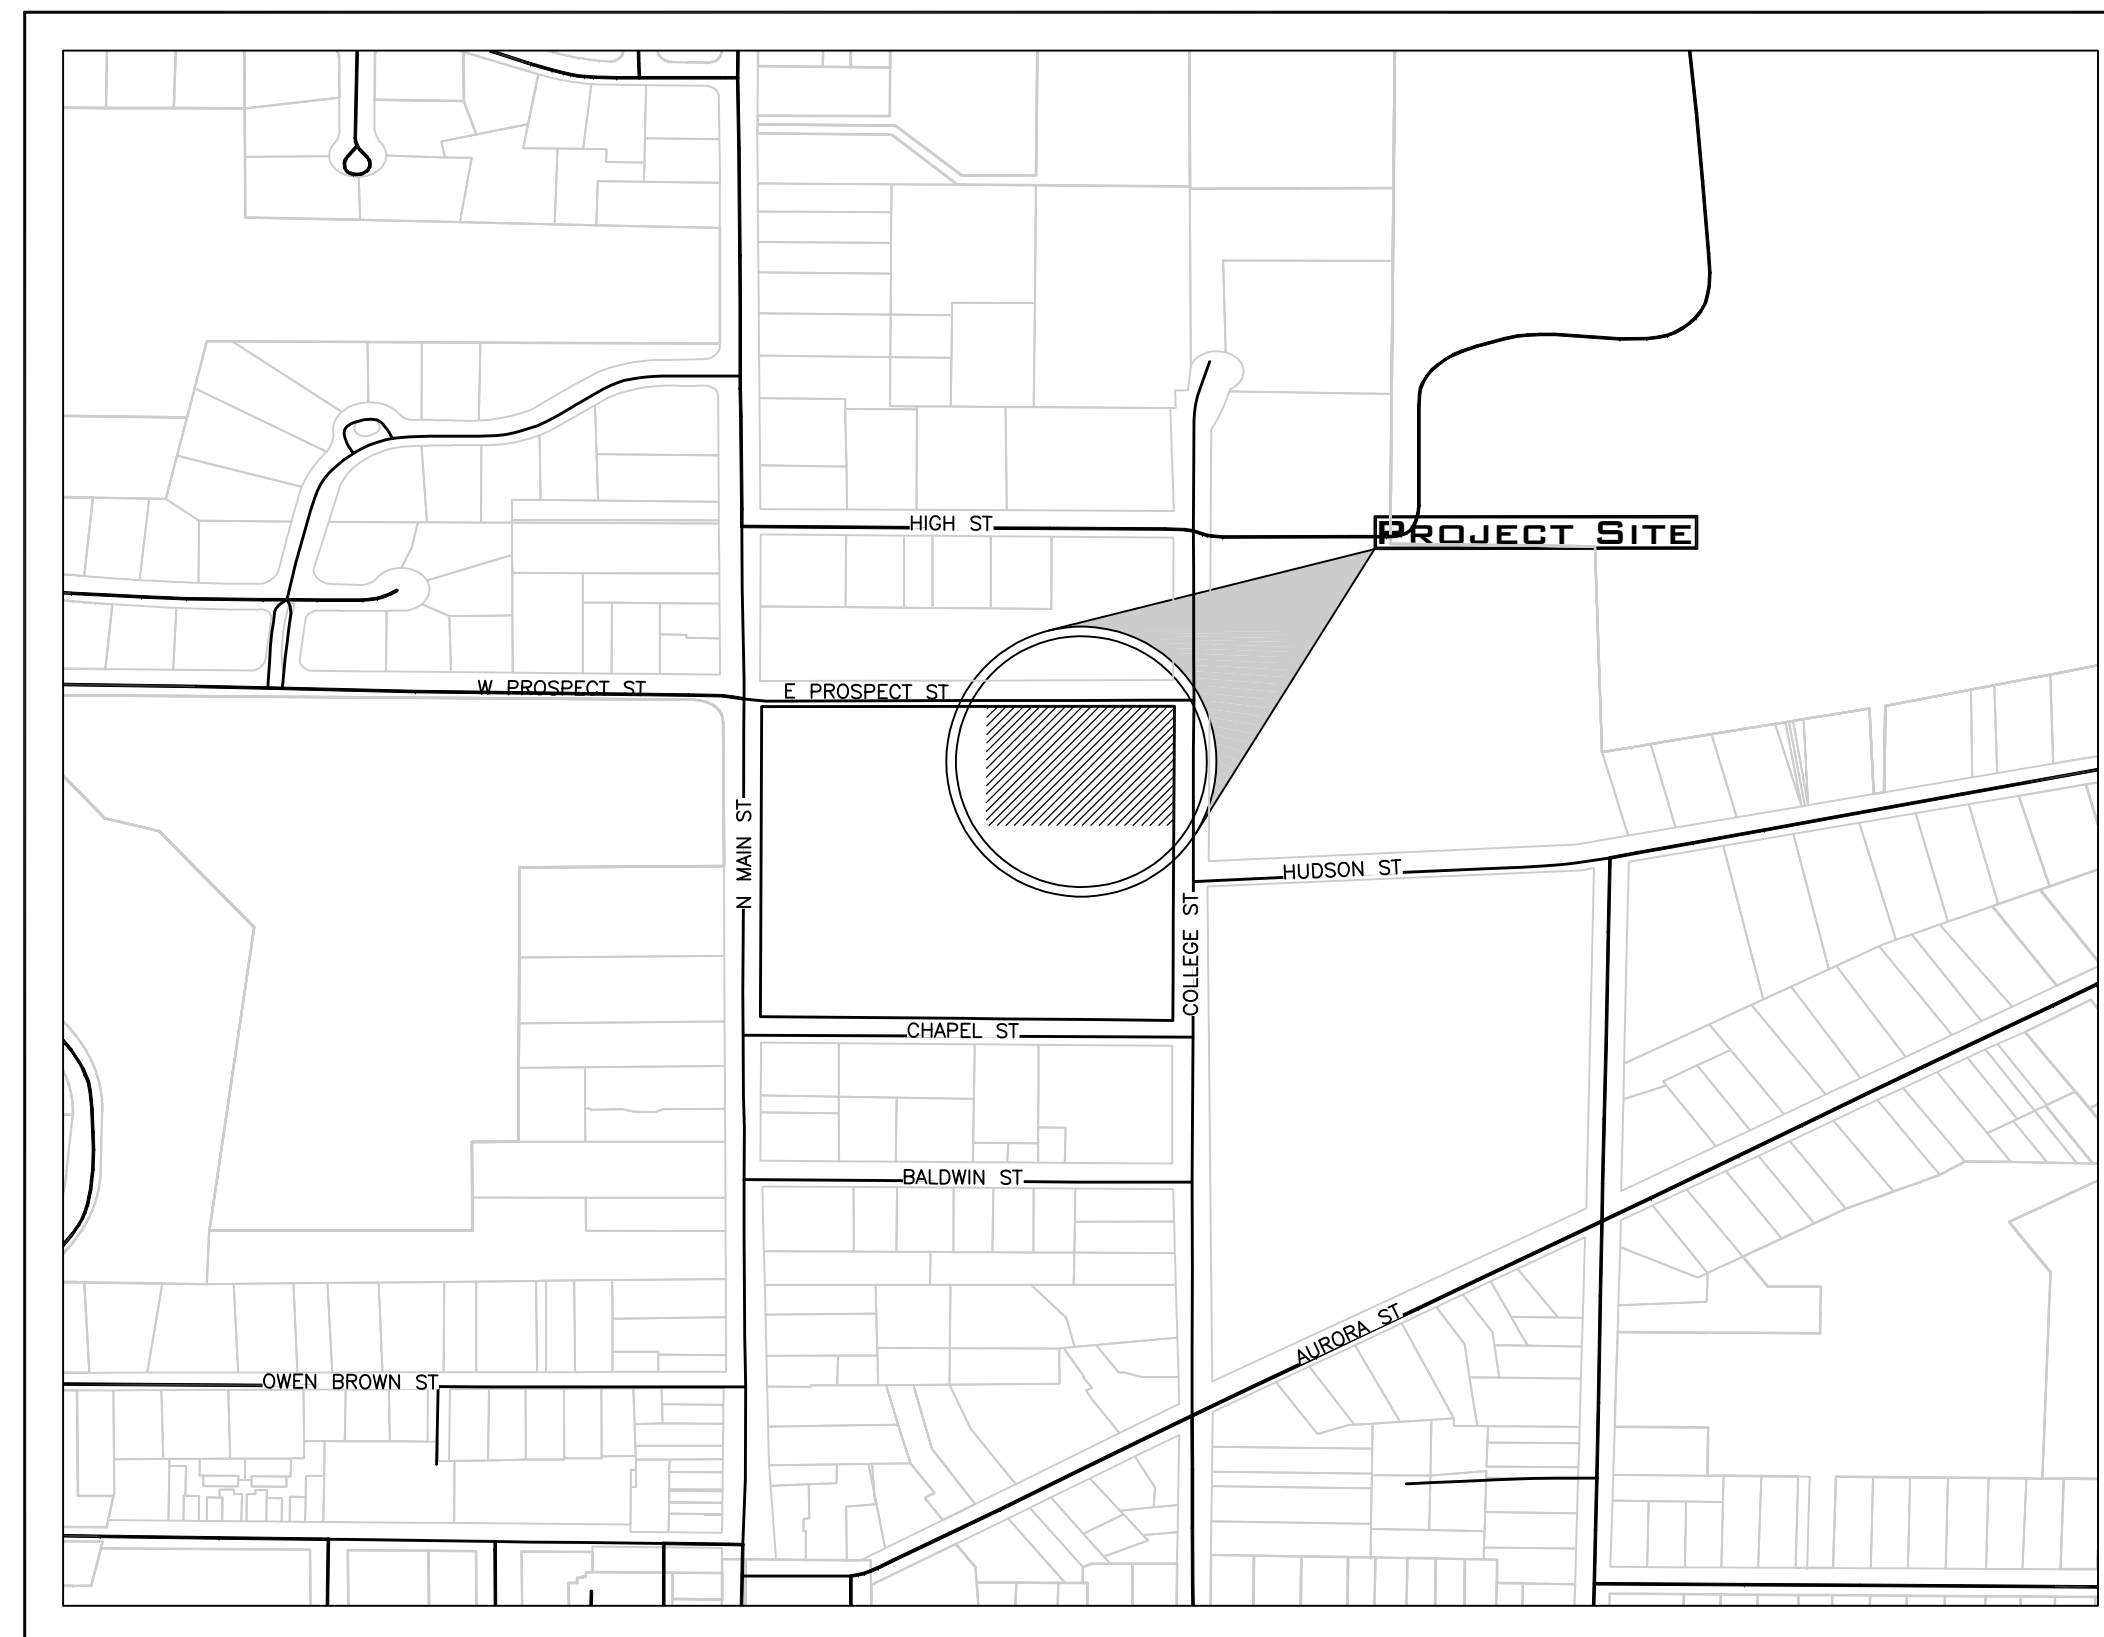 HIGH ST
PROJECT SITE
W PROSPECT ST
E PROSPECT ST
N MAIN ST
HUDSON ST
COLLEGE ST
CHAPEL ST
BALDWIN ST
AURORA ST
OWEN BROWN ST